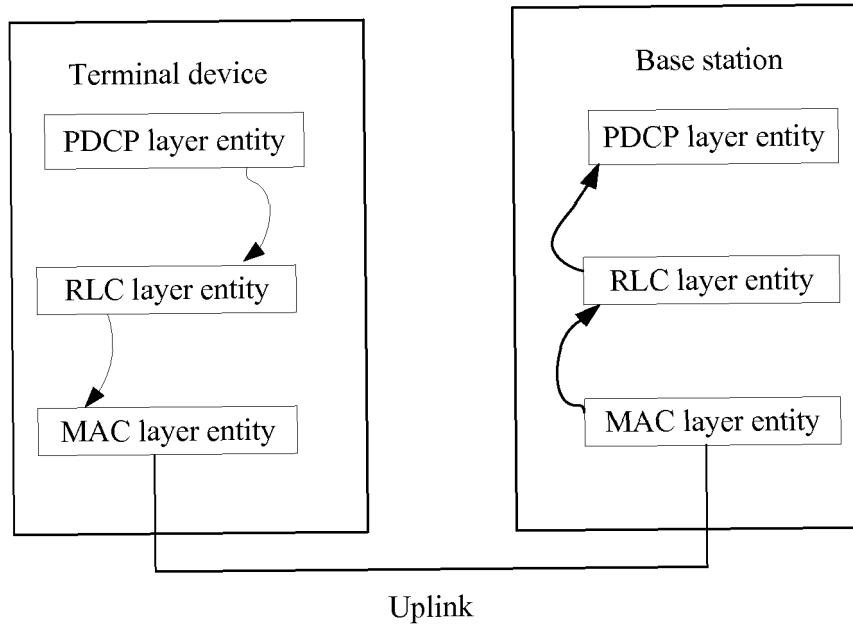 Terminal device
PDCP layer entity
RLC layer entity
MAC layer entity
Base station
PDCP layer entity
RLC layer entity
MAC layer entity
Uplink